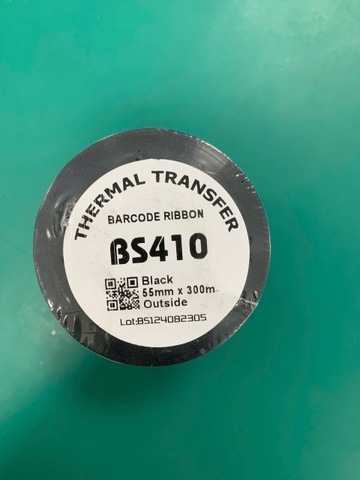 THERMAL TRANSFER
BARCODE RIBBON
BS410
Black
55mm x 300m
Outside
Lot:BS124082305